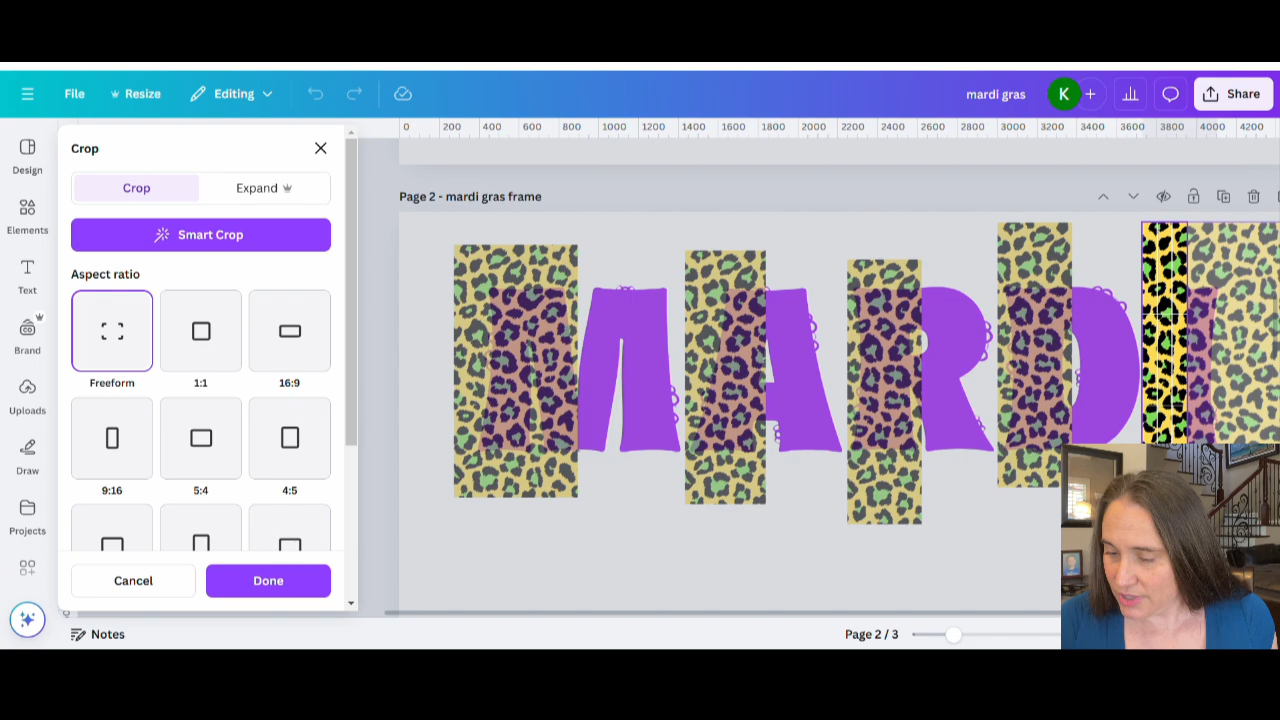 File
Resize
Editing
mardi gras
K
Share
Design
Elements
Text
Brand
Uploads
Draw
Projects
Crop
Crop
Expand
Smart Crop
Aspect ratio
Freeform
1:1
16:9
9:16
5:4
4:5
Cancel
Done
0 200 400 600 800 1000 1200 1400 1600 1800 2000 2200 2400 2600 2800 3000 3200 3400 3600 3800 4000 4200
Page 2 - mardi gras frame
MARD
Notes
Page 2 / 3